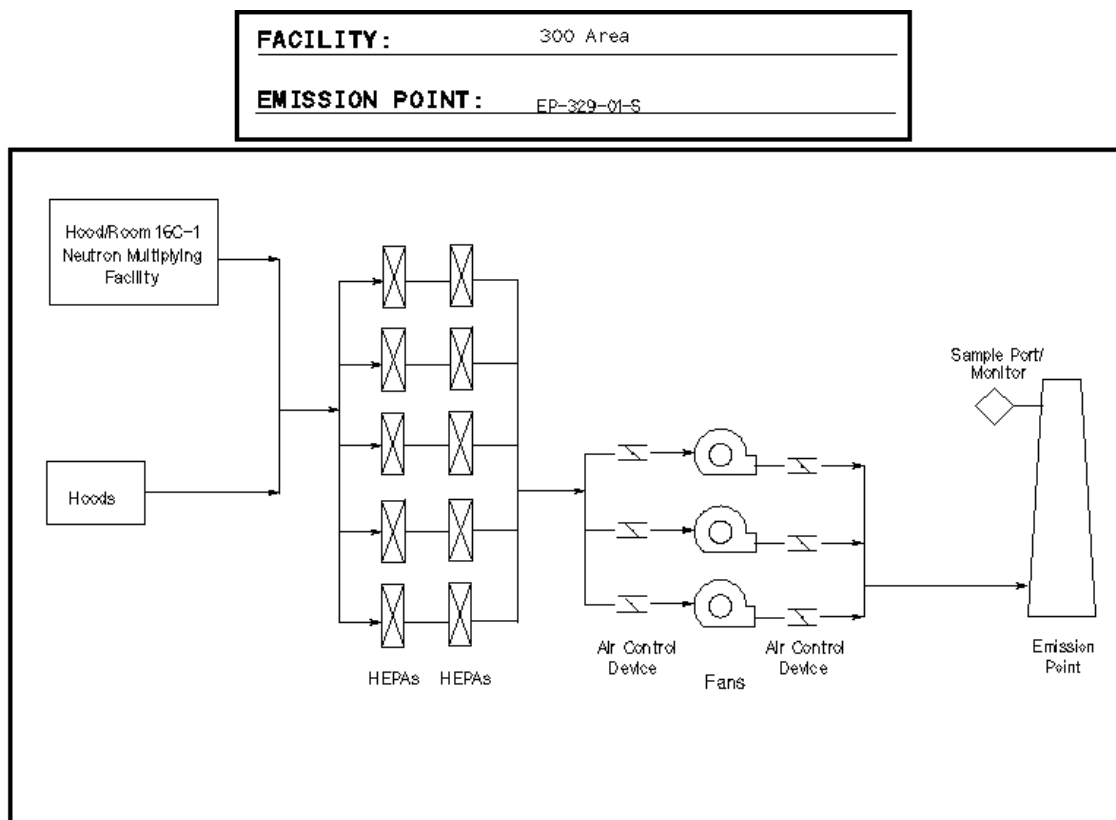 FACILITY: 300 Area
EMISSION POINT: EP-329-01-S
Hood/Room 16C-1
Neutron Multiplying
Facility
Hoods
HEPAs HEPAs
Air Control
Device
Fans
Air Control
Device
Sample Port/
Monitor
Emission
Point